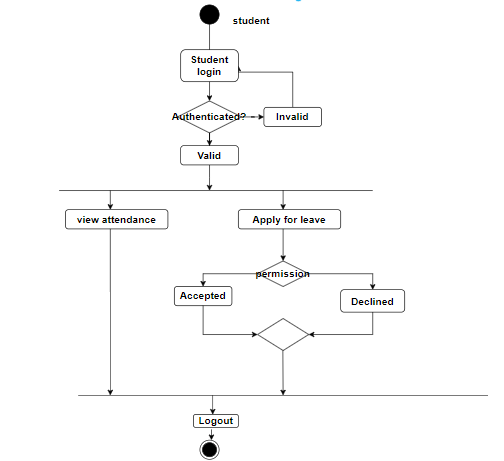 student
Student
login
Authenticated?
Invalid
Valid
view attendance
Apply for leave
permission
Accepted
Declined
Logout